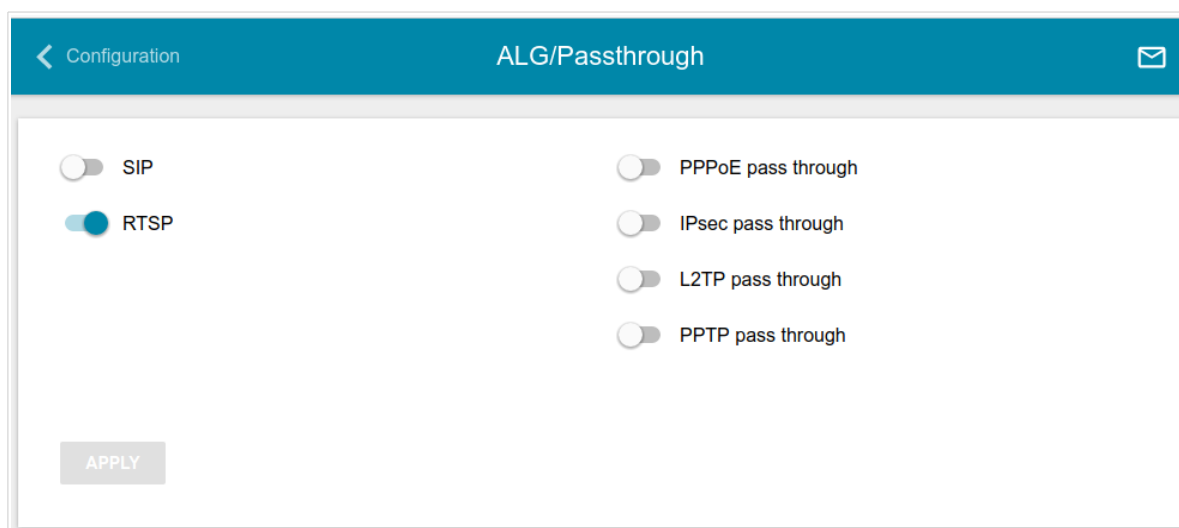 Configuration
ALG/Passthrough
SIP
RTSP
PPPoE pass through
IPsec pass through
L2TP pass through
PPTP pass through
APPLY